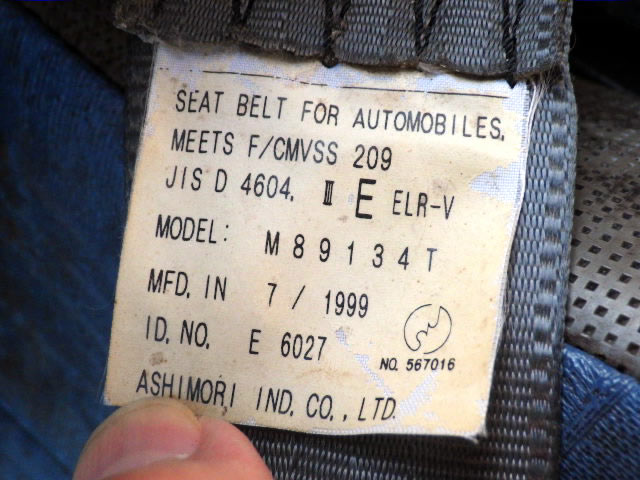 SEAT BELT FOR AUTOMOBILES.
MEETS F/CMVSS 209
JIS D 4604. Ⅲ E ELR-V
MODEL: M89134T
MFD. IN 7 / 1999
ID. NO. E 6027
NO. 567016
ASHIMORI IND. CO., LTD.